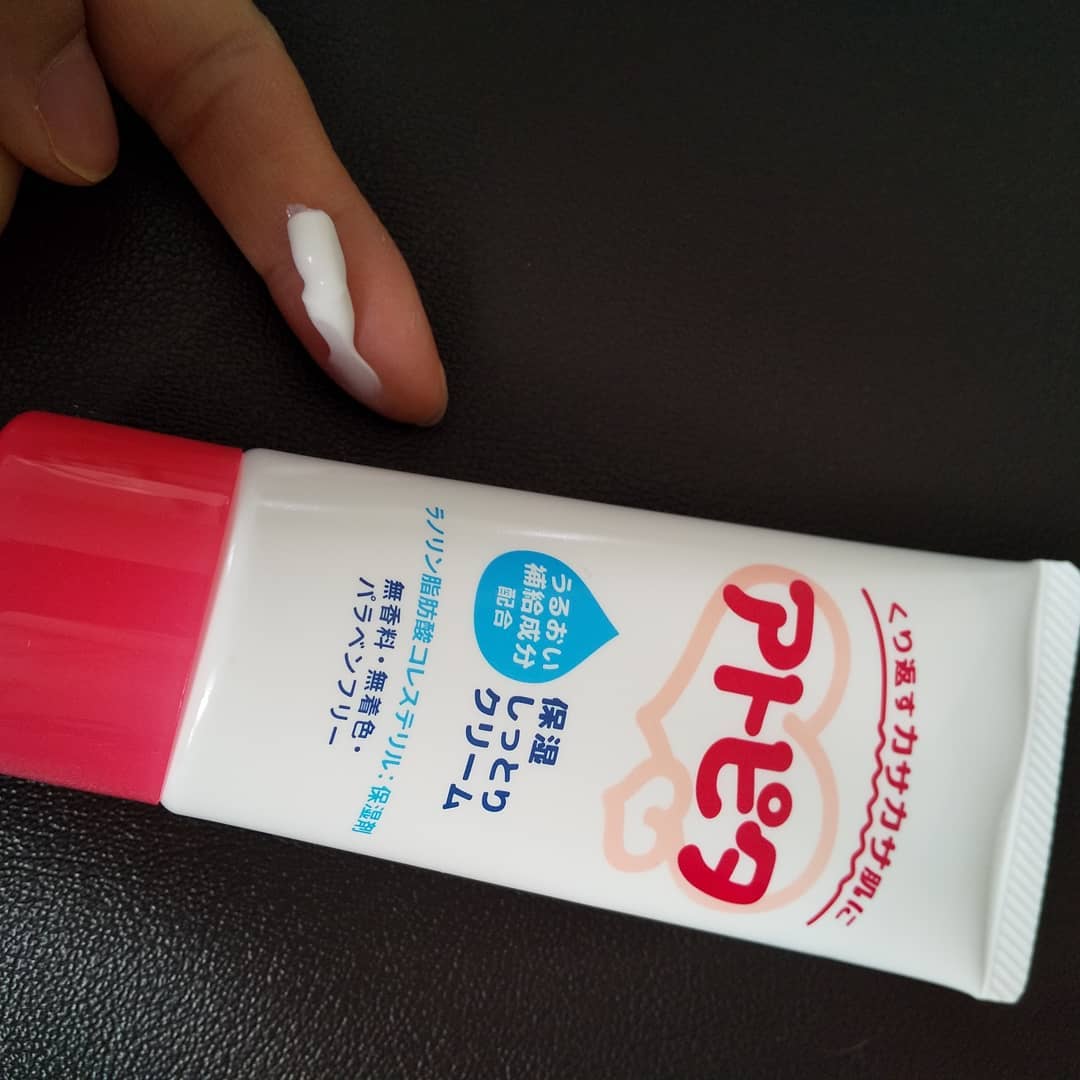 くり返すカサカサ肌に
アトピタ
うるおい
補給成分
配合
保湿
しっとり
クリーム
ラノリン脂肪酸コレステリル:保湿剤
無香料・無着色・
パラベンフリー